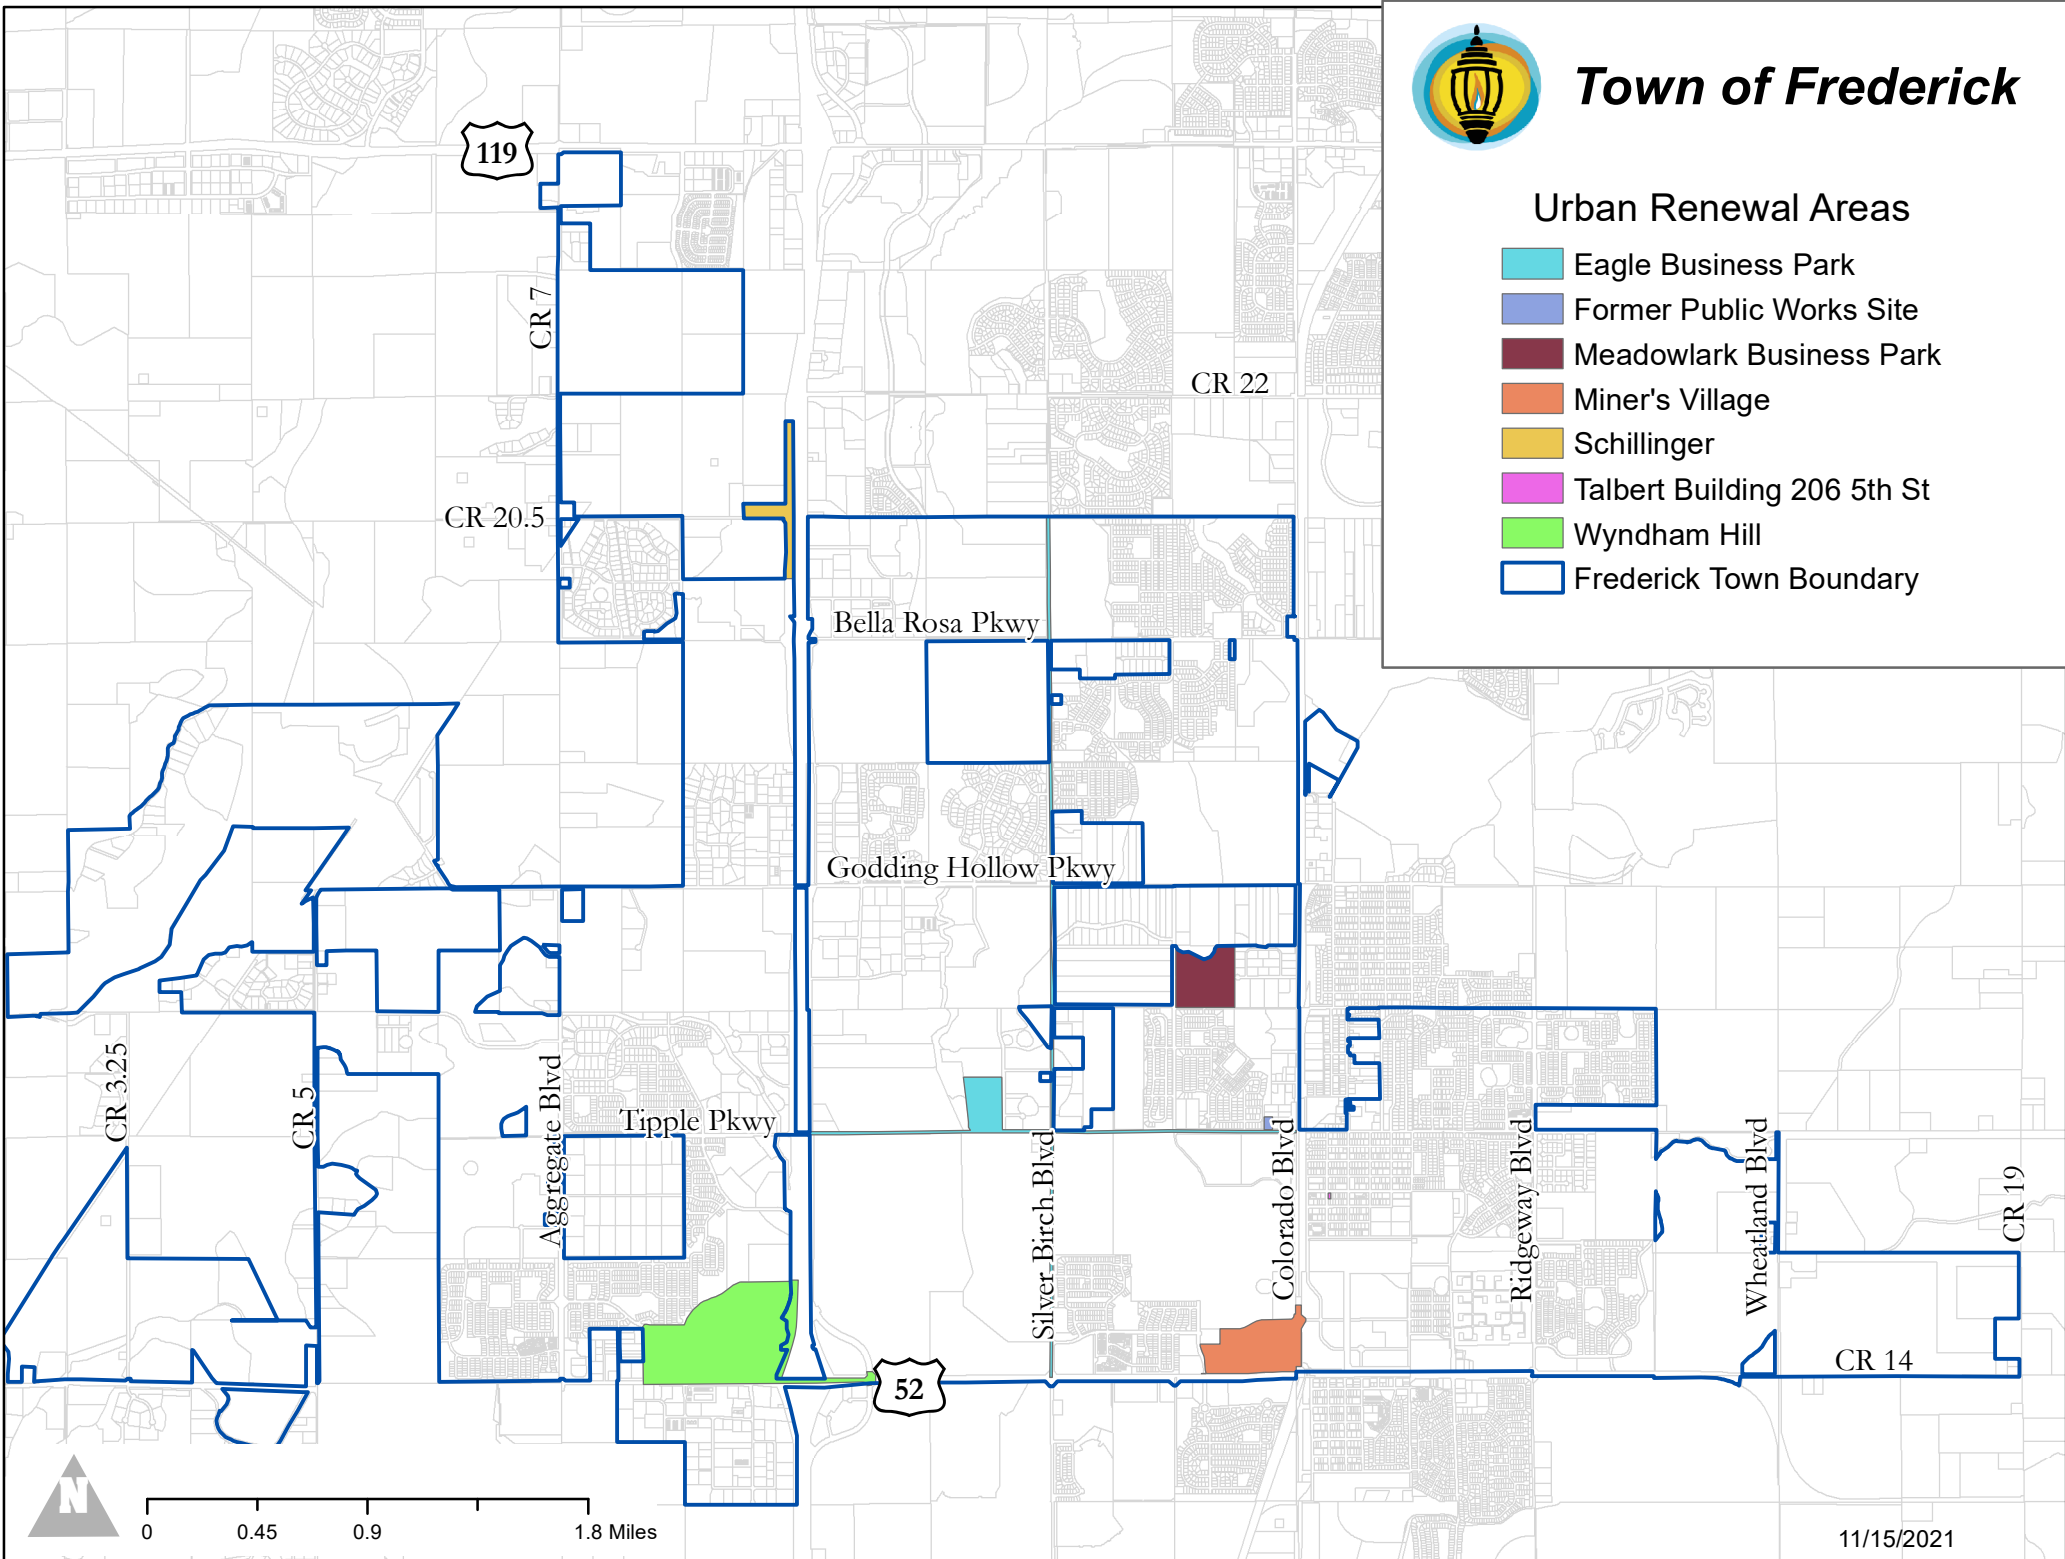 Town of Frederick
Urban Renewal Areas
Eagle Business Park
Former Public Works Site
Meadowlark Business Park
Miner's Village
Schillinger
Talbert Building 206 5th St
Wyndham Hill
Frederick Town Boundary
119
CR 7
CR 22
CR 20.5
Bella Rosa Pkwy
Godding Hollow Pkwy
CR 3.25
CR 5
Aggregate Blvd
Tipple Pkwy
Silver Birch Blvd
Colorado Blvd
Ridgeway Blvd
Wheatland Blvd
CR 19
CR 14
52
N
0 0.45 0.9 1.8 Miles
11/15/2021